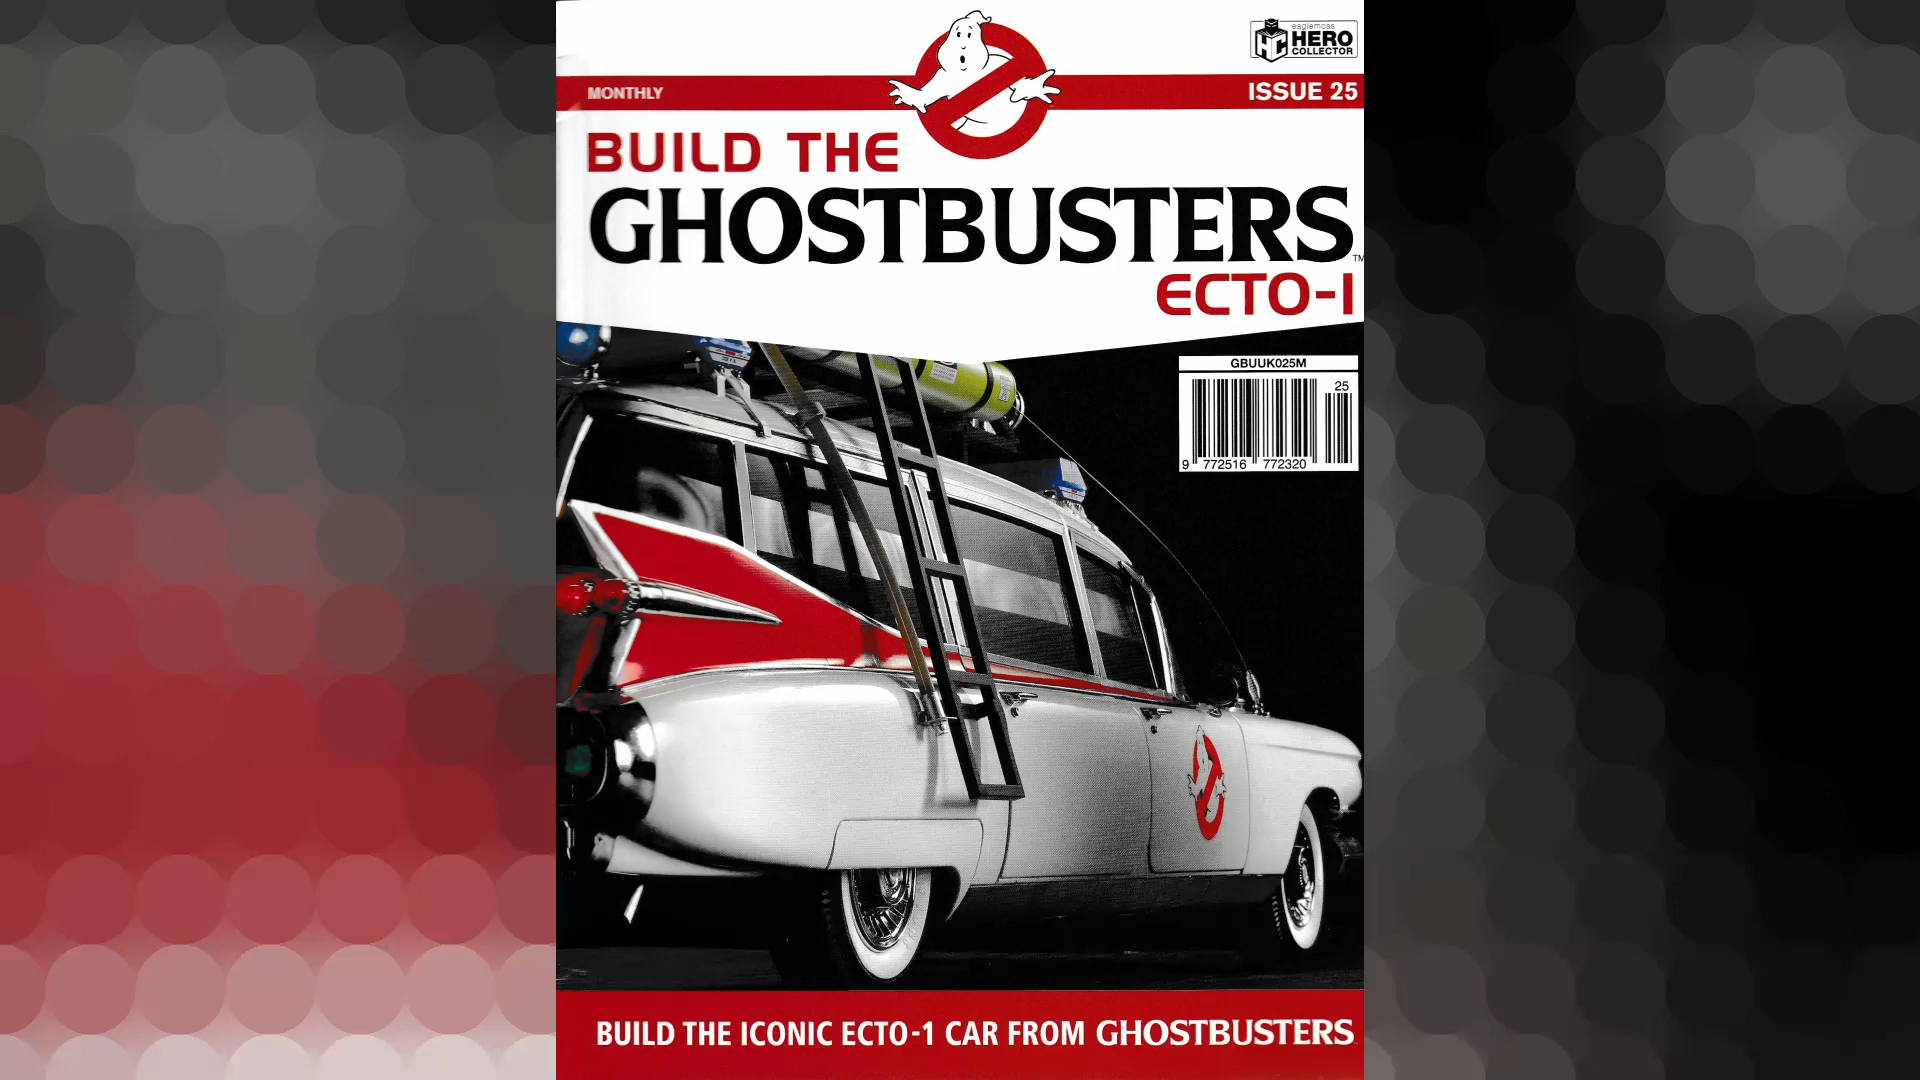 eaglemoss
HERO
COLLECTOR
MONTHLY
ISSUE 25
BUILD THE
GHOSTBUSTERS
TM
ECTO-1
GBUUK025M
25
9 772516 772320
BUILD THE ICONIC ECTO-1 CAR FROM GHOSTBUSTERS